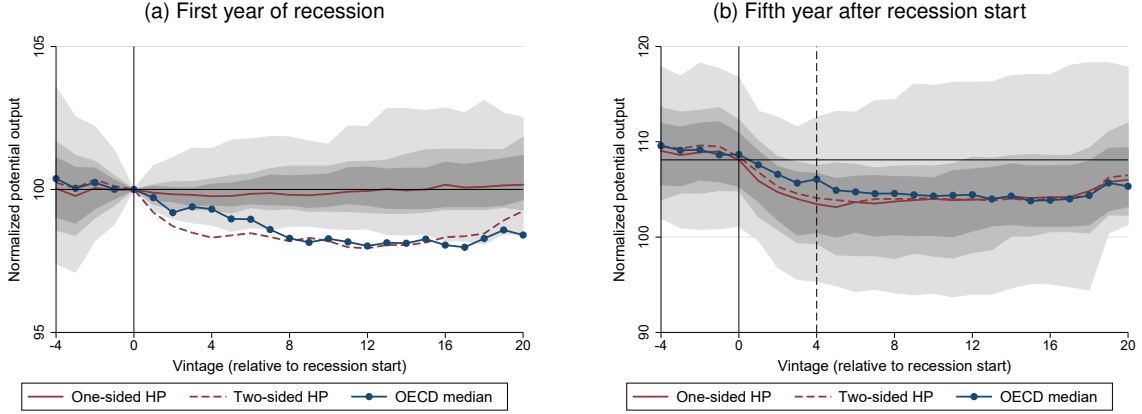 (a) First year of recession
Normalized potential output
105
100
95
-4 0 4 8 12 16 20
Vintage (relative to recession start)
One-sided HP Two-sided HP OECD median
(b) Fifth year after recession start
Normalized potential output
120
110
100
90
-4 0 4 8 12 16 20
Vintage (relative to recession start)
One-sided HP Two-sided HP OECD median